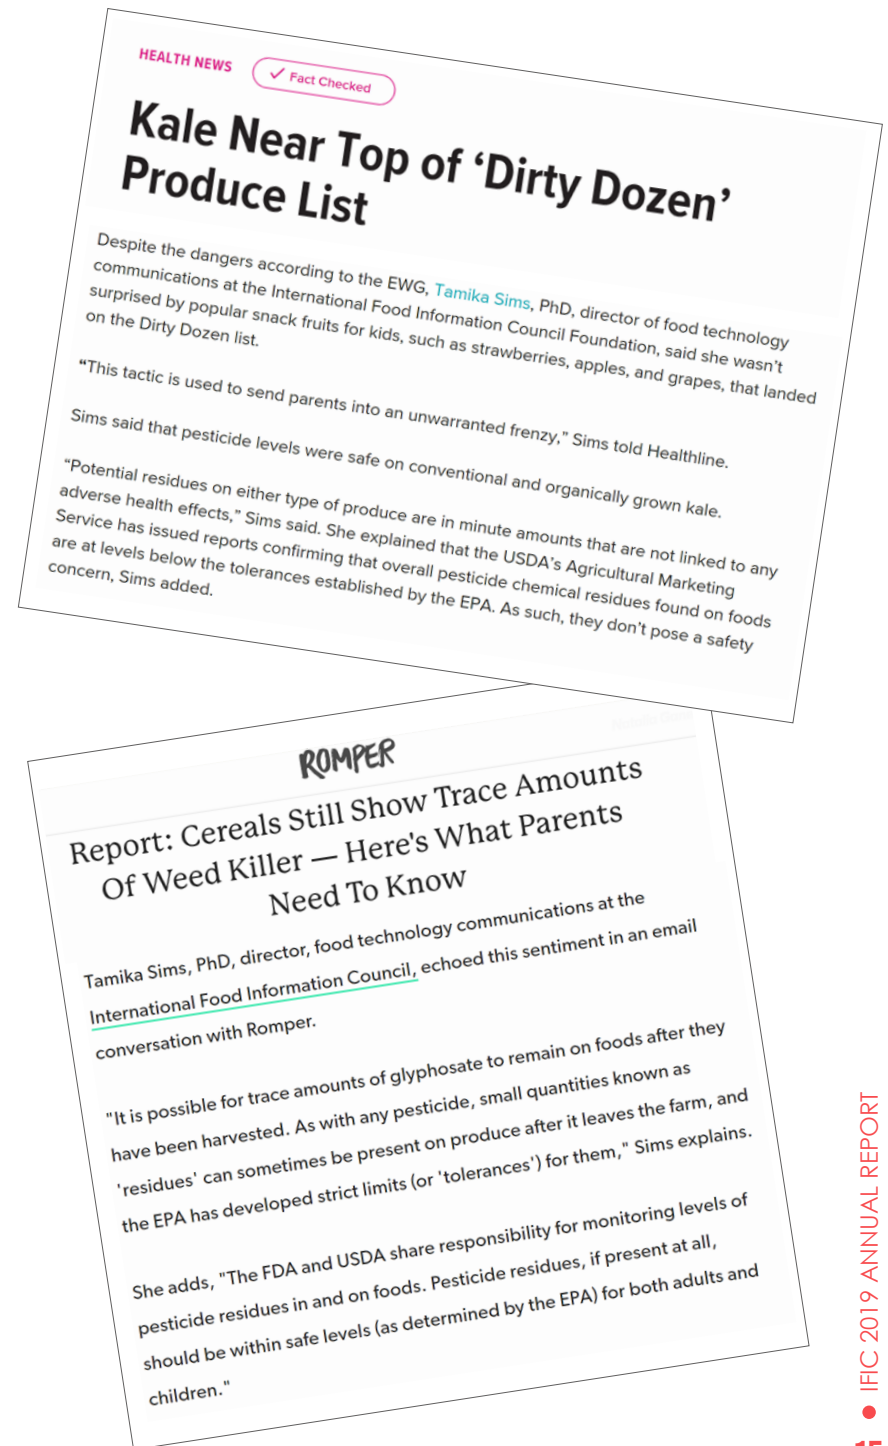 HEALTH NEWS
Fact Checked
Kale Near Top of ‘Dirty Dozen’
Produce List
Despite the dangers according to the EWG, Tamika Sims, PhD, director of food technology
communications at the International Food Information Council Foundation, said she wasn’t
surprised by popular snack fruits for kids, such as strawberries, apples, and grapes, that landed
on the Dirty Dozen list.
“This tactic is used to send parents into an unwarranted frenzy,” Sims told Healthline.
Sims said that pesticide levels were safe on conventional and organically grown kale.
“Potential residues on either type of produce are in minute amounts that are not linked to any
adverse health effects,” Sims said. She explained that the USDA’s Agricultural Marketing
Service has issued reports confirming that overall pesticide chemical residues found on foods
are at levels below the tolerances established by the EPA. As such, they don’t pose a safety
concern, Sims added.
ROMPER
Report: Cereals Still Show Trace Amounts
Of Weed Killer — Here's What Parents
Need To Know
Tamika Sims, PhD, director, food technology communications at the
International Food Information Council, echoed this sentiment in an email
conversation with Romper.
"It is possible for trace amounts of glyphosate to remain on foods after they
have been harvested. As with any pesticide, small quantities known as
'residues' can sometimes be present on produce after it leaves the farm, and
the EPA has developed strict limits (or 'tolerances') for them," Sims explains.
She adds, "The FDA and USDA share responsibility for monitoring levels of
pesticide residues in and on foods. Pesticide residues, if present at all,
should be within safe levels (as determined by the EPA) for both adults and
children."
● IFIC 2019 ANNUAL REPORT